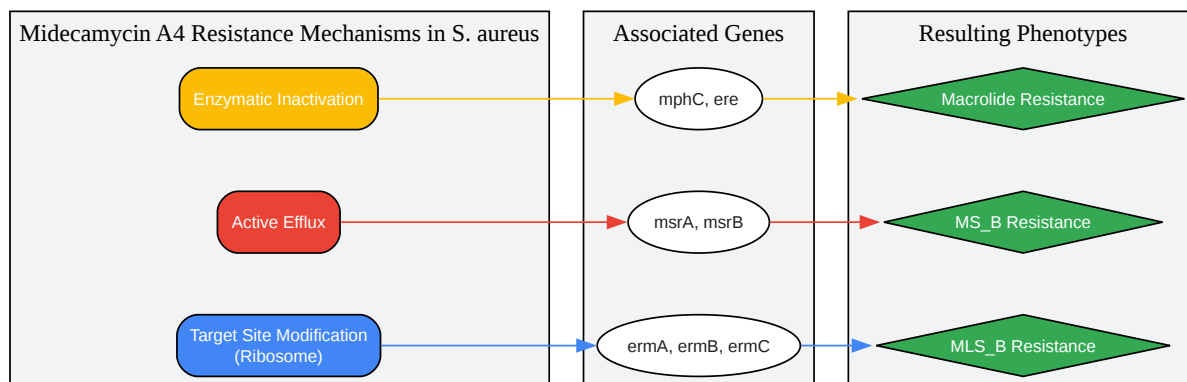 Midecamycin A4 Resistance Mechanisms in S. aureus
Associated Genes
Resulting Phenotypes
Enzymatic Inactivation
mphC, ere
Macrolide Resistance
Active Efflux
msrA, msrB
MS_B Resistance
Target Site Modification
(Ribosome)
ermA, ermB, ermC
MLS_B Resistance